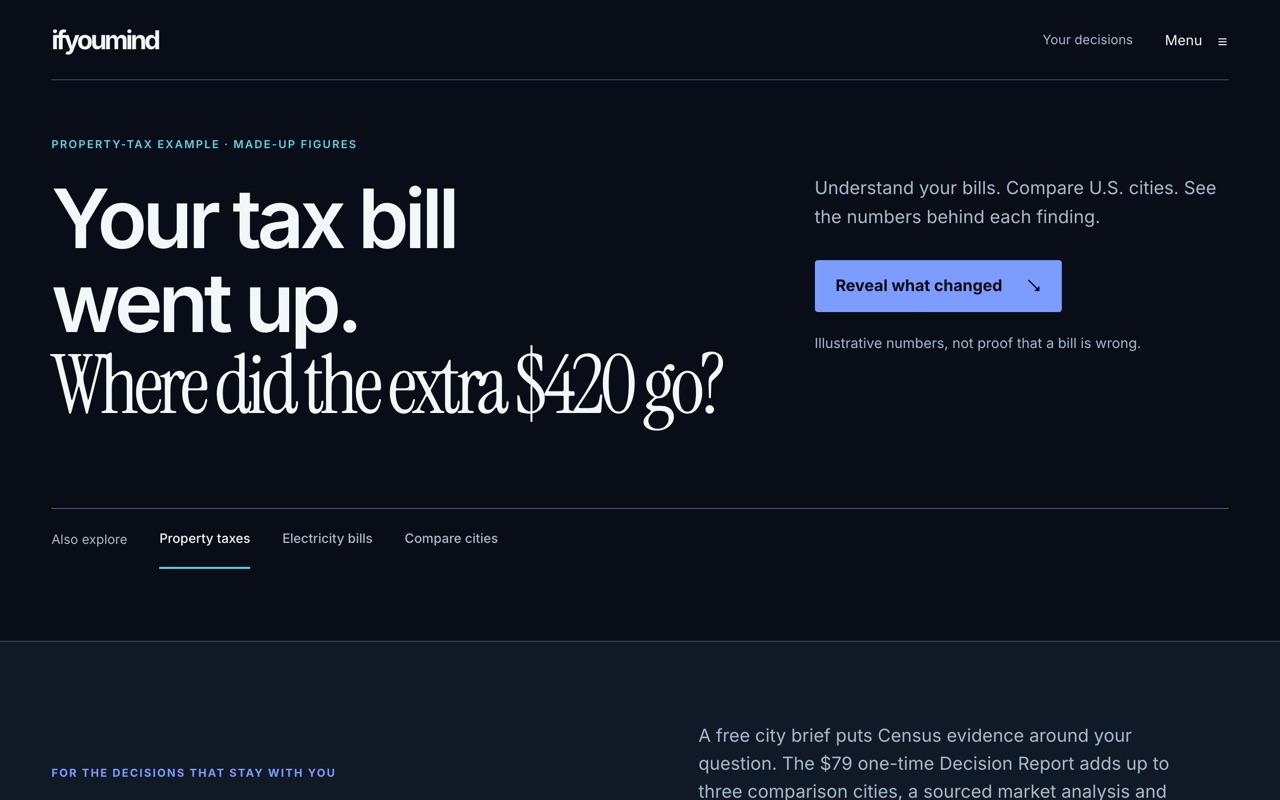 ifyoumind
Your decisions
Menu ≡
PROPERTY-TAX EXAMPLE · MADE-UP FIGURES
Your tax bill
went up.
Where did the extra $420 go?
Understand your bills. Compare U.S. cities. See
the numbers behind each finding.
Reveal what changed ↘
Illustrative numbers, not proof that a bill is wrong.
Also explore
Property taxes
Electricity bills
Compare cities
FOR THE DECISIONS THAT STAY WITH YOU
A free city brief puts Census evidence around your
question. The $79 one-time Decision Report adds up to
three comparison cities, a sourced market analysis and